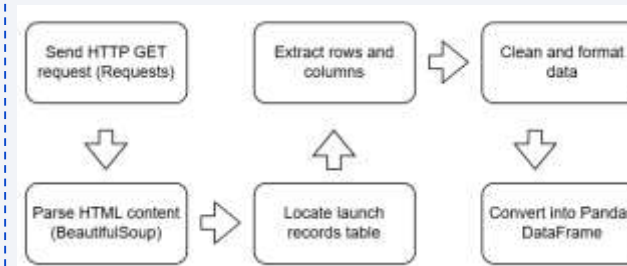 Send HTTP GET
request (Requests)
Parse HTML content
(BeautifulSoup)
Locate launch
records table
Extract rows and
columns
Clean and format
data
Convert into Panda
DataFrame